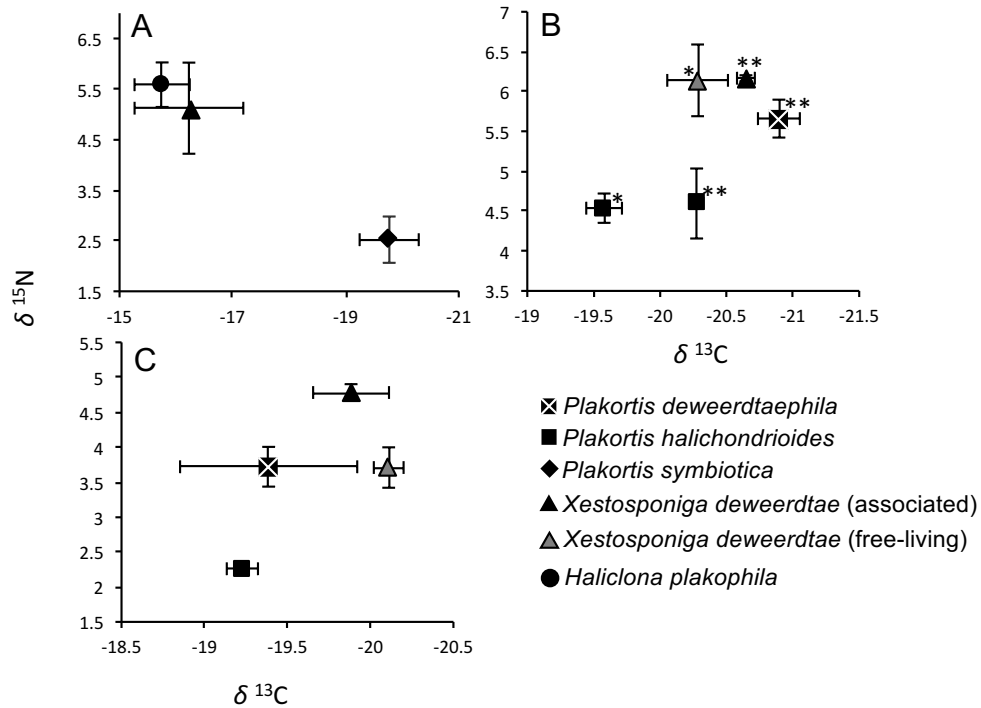 A
6.5
5.5
4.5
3.5
2.5
1.5
-15 -17 -19 -21
B
7
6.5
6
5.5
5
4.5
4
3.5
-19 -19.5 -20 -20.5 -21 -21.5
* ** **
* **
δ 15N
δ 13C
C
5.5
5
4.5
4
3.5
3
2.5
2
1.5
-18.5 -19 -19.5 -20 -20.5
δ 13C
Plakortis deweerdtaephila
Plakortis halichondrioides
Plakortis symbiotica
Xestosponiga deweerdtae (associated)
Xestosponiga deweerdtae (free-living)
Haliclona plakophila